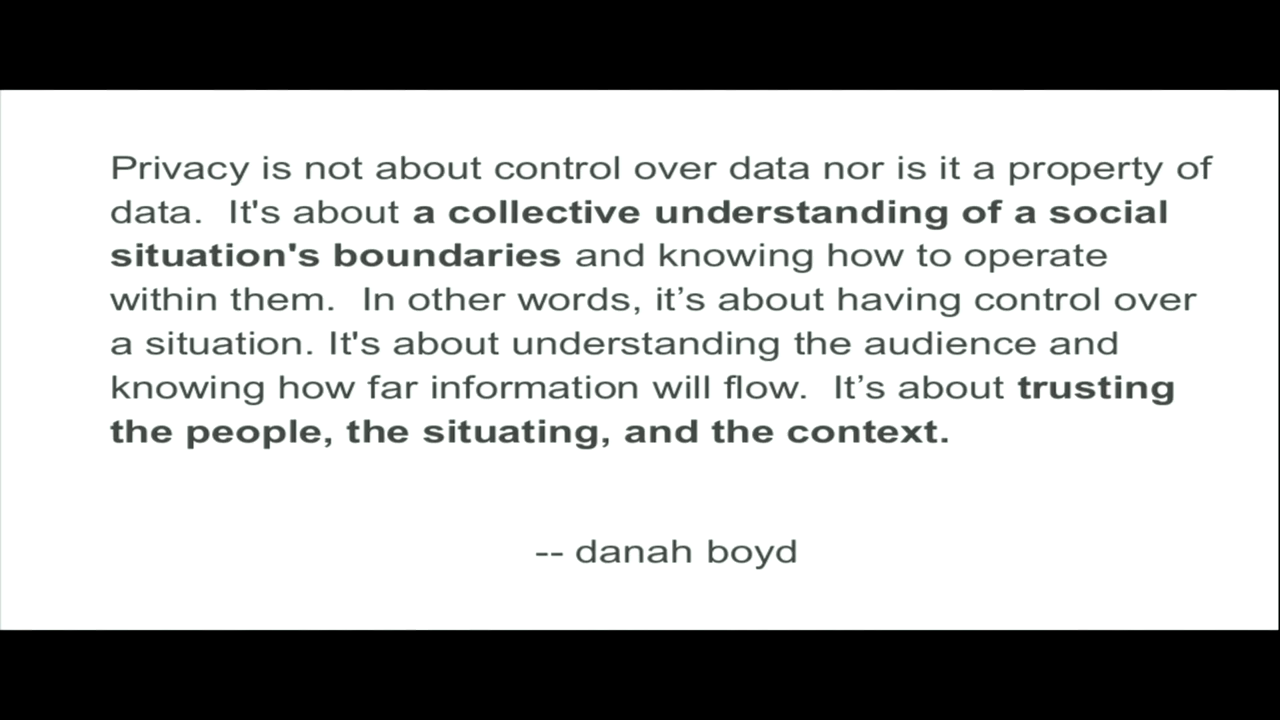 Privacy is not about control over data nor is it a property of
data.  It's about a collective understanding of a social
situation's boundaries and knowing how to operate
within them.  In other words, it’s about having control over
a situation. It's about understanding the audience and
knowing how far information will flow.  It’s about trusting
the people, the situating, and the context.
-- danah boyd